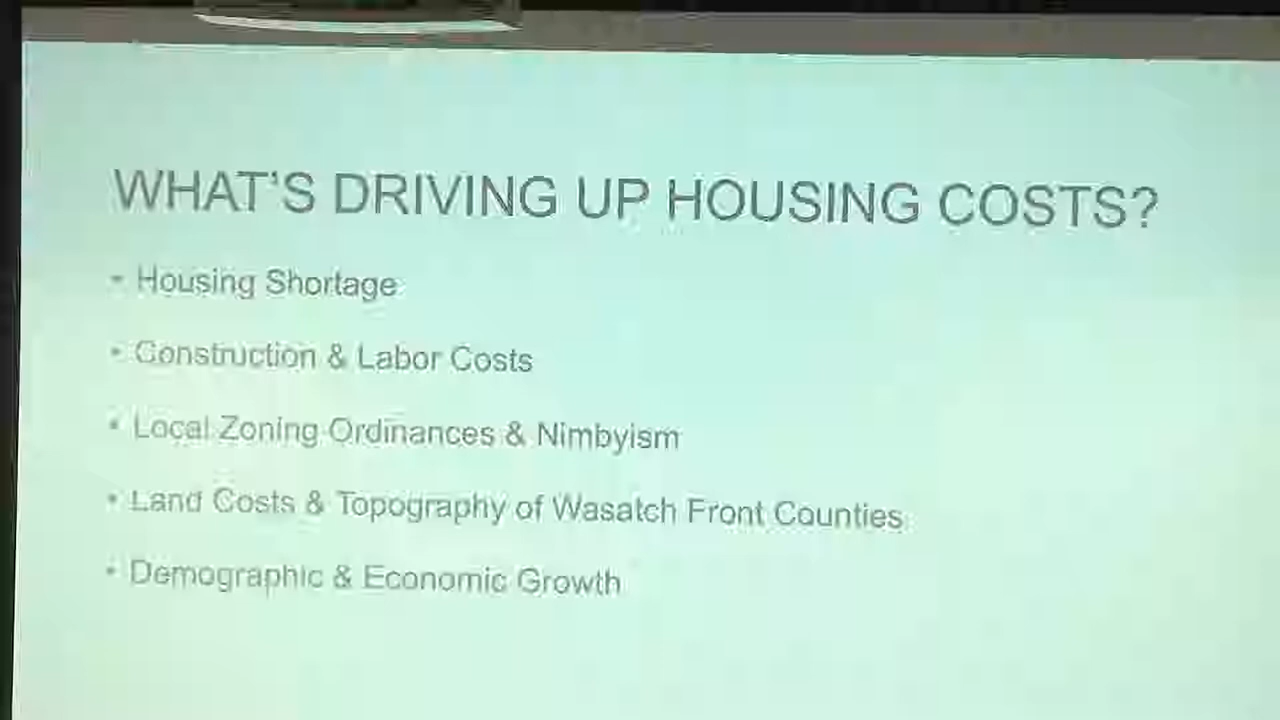 WHAT'S DRIVING UP HOUSING COSTS?
• Housing Shortage
• Construction & Labor Costs
• Local Zoning Ordinances & Nimbyism
• Land Costs & Topography of Wasatch Front Counties
• Demographic & Economic Growth